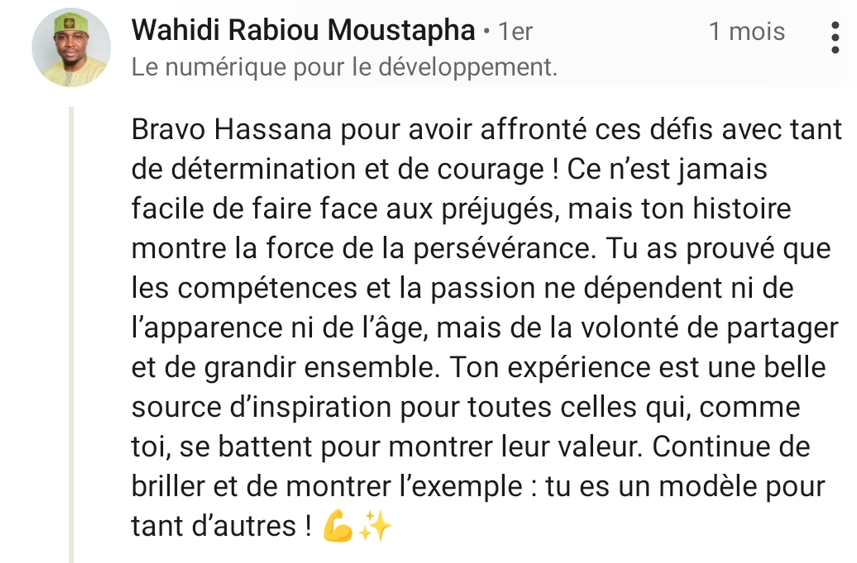 Wahidi Rabiou Moustapha • 1er 1 mois
Le numérique pour le développement.
Bravo Hassana pour avoir affronté ces défis avec tant
de détermination et de courage ! Ce n’est jamais
facile de faire face aux préjugés, mais ton histoire
montre la force de la persévérance. Tu as prouvé que
les compétences et la passion ne dépendent ni de
l’apparence ni de l’âge, mais de la volonté de partager
et de grandir ensemble. Ton expérience est une belle
source d’inspiration pour toutes celles qui, comme
toi, se battent pour montrer leur valeur. Continue de
briller et de montrer l’exemple : tu es un modèle pour
tant d’autres ! 💪✨